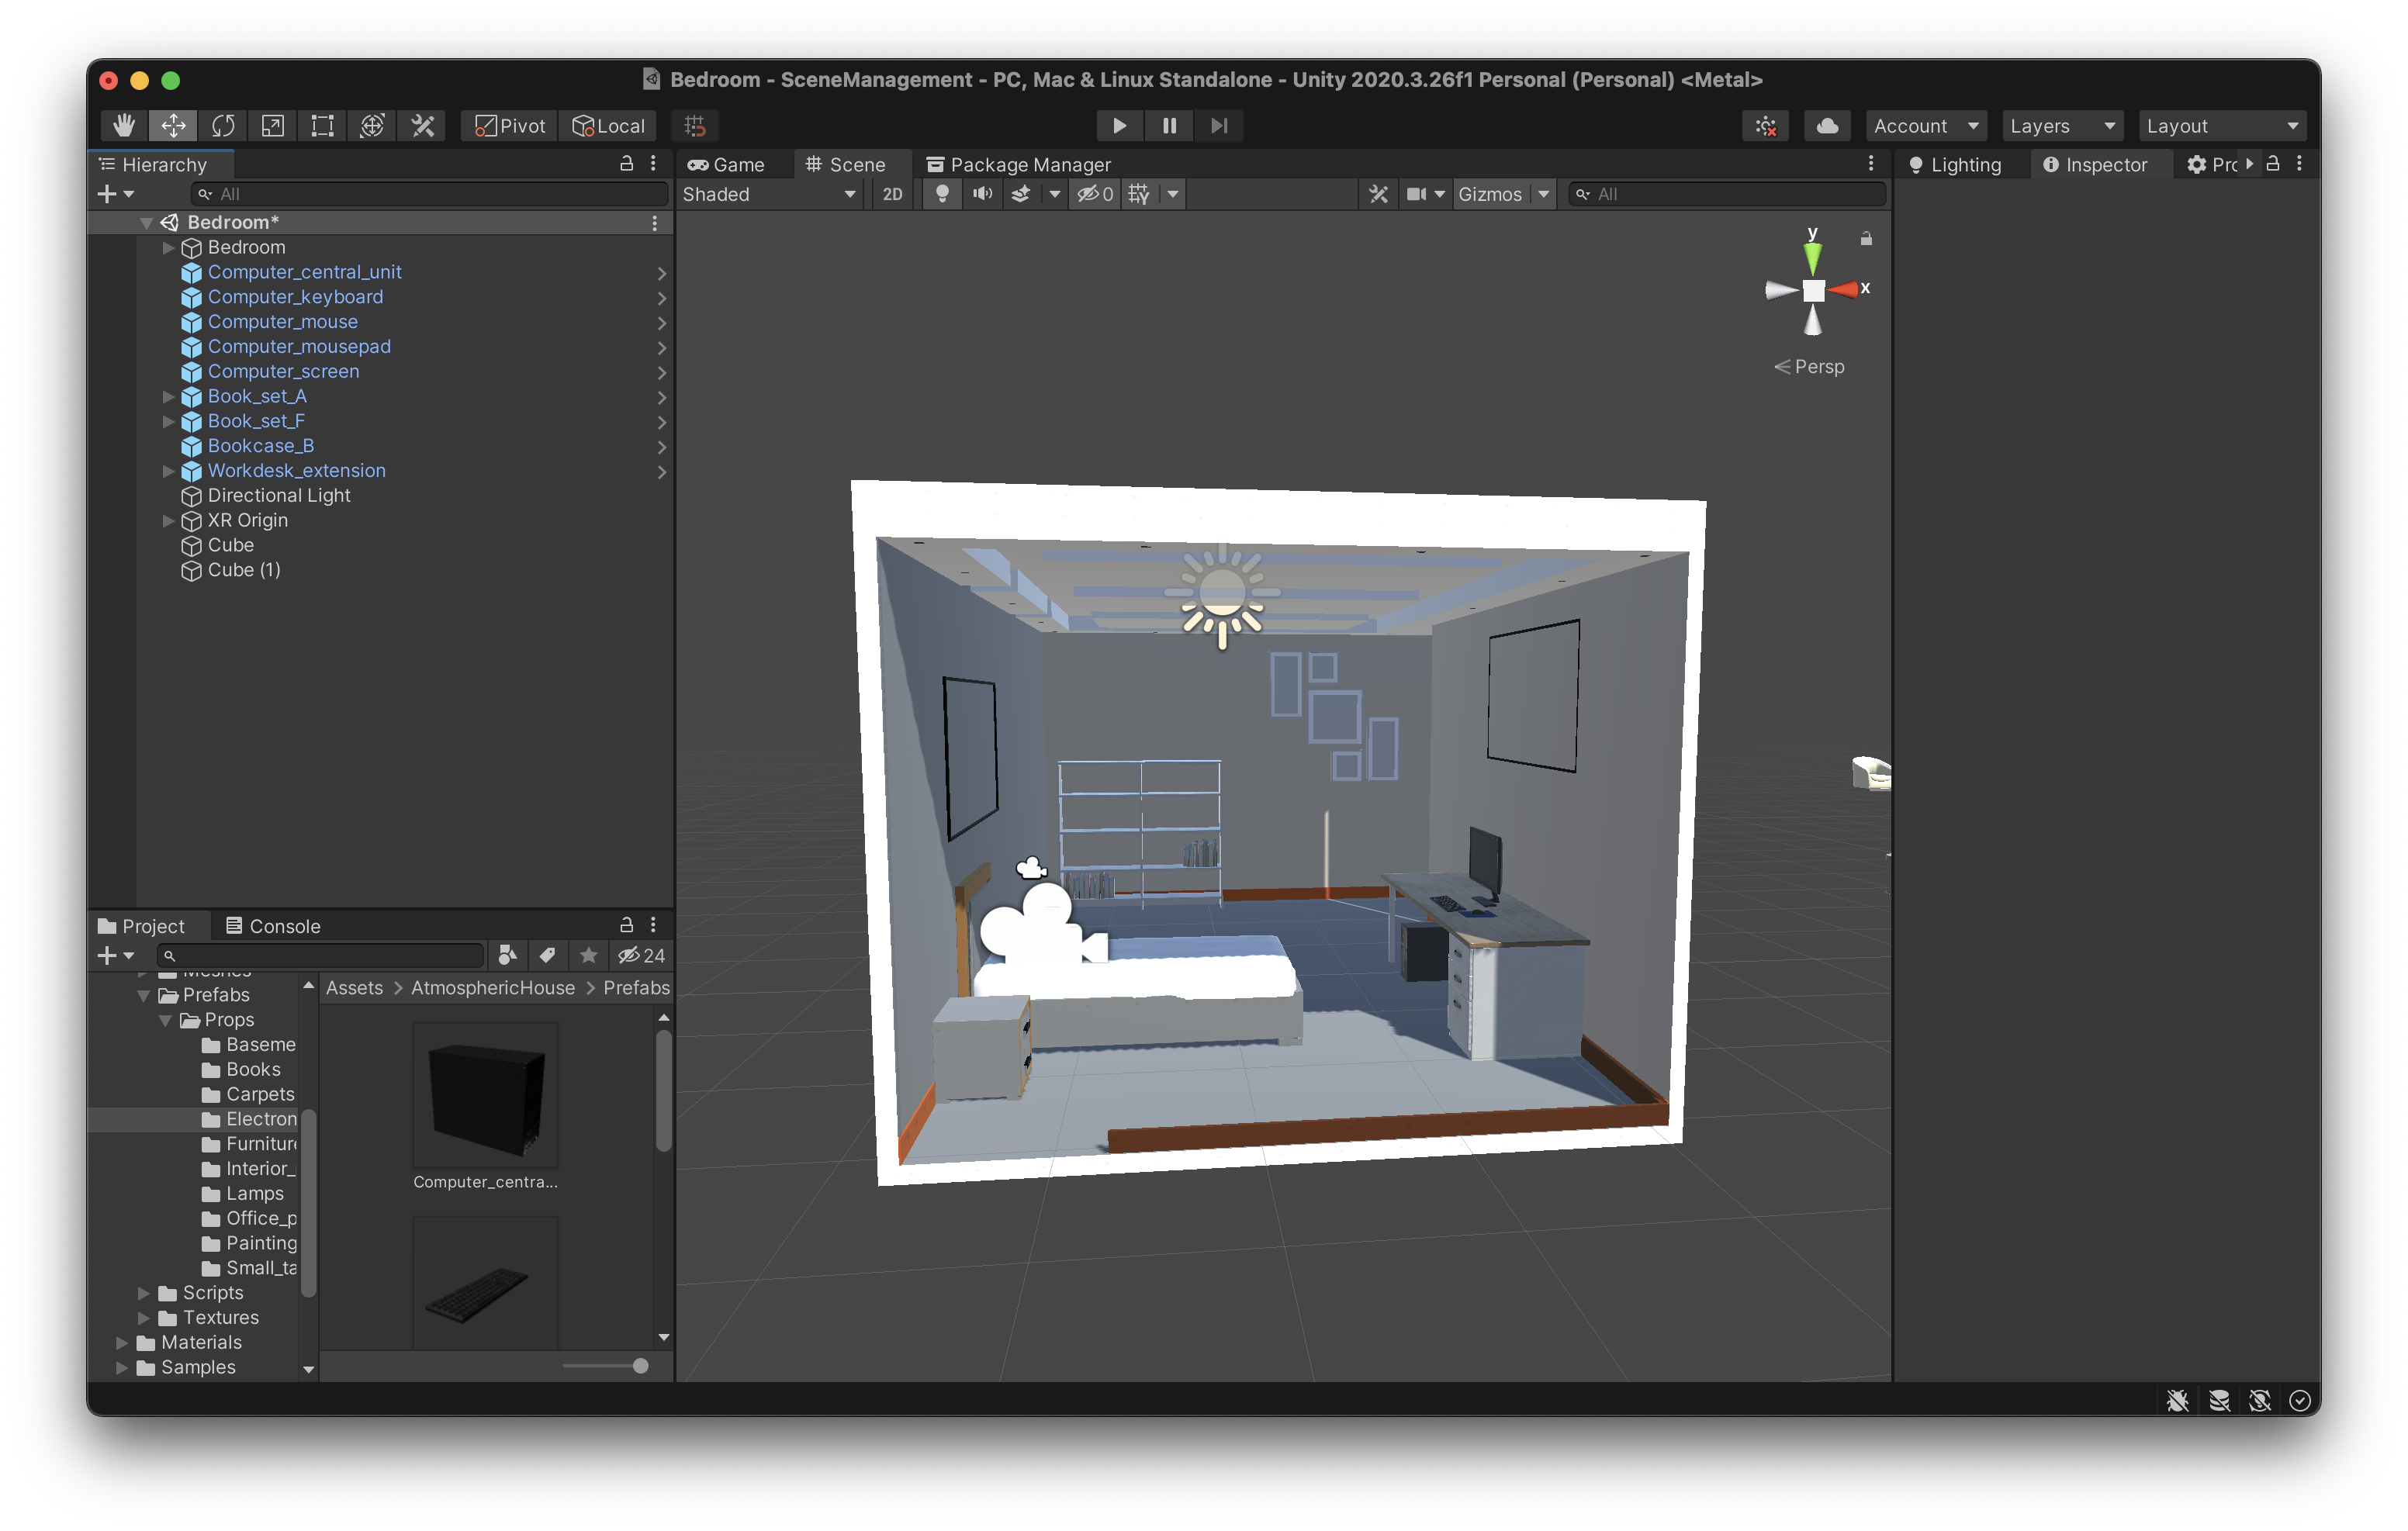 Bedroom - SceneManagement - PC, Mac & Linux Standalone - Unity 2020.3.26f1 Personal (Personal) <Metal>
Pivot Local Account Layers Layout
Hierarchy
All
Bedroom*
Bedroom
Computer_central_unit
Computer_keyboard
Computer_mouse
Computer_mousepad
Computer_screen
Book_set_A
Book_set_F
Bookcase_B
Workdesk_extension
Directional Light
XR Origin
Cube
Cube (1)
Game Scene Package Manager
Shaded 2D 0 Gizmos All
y
x
Persp
Lighting Inspector Prc
Project Console
24
Meshes
Prefabs
Props
Baseme
Books
Carpets
Electron
Furniture
Interior_
Lamps
Office_p
Painting
Small_ta
Scripts
Textures
Materials
Samples
Assets > AtmosphericHouse > Prefabs
Computer_centra...